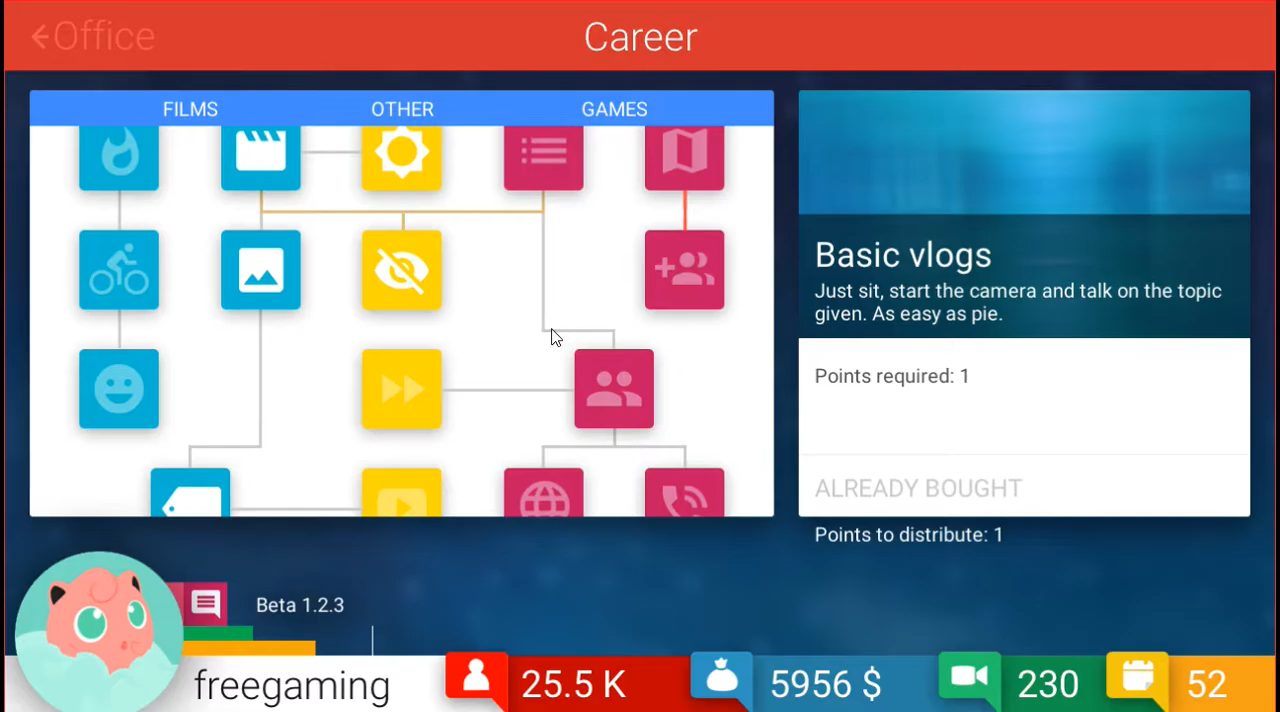 Office
Career
FILMS
OTHER
GAMES
Basic vlogs
Just sit, start the camera and talk on the topic
given. As easy as pie.
Points required: 1
ALREADY BOUGHT
Points to distribute: 1
Beta 1.2.3
freegaming
25.5 K
5956 $
230
52